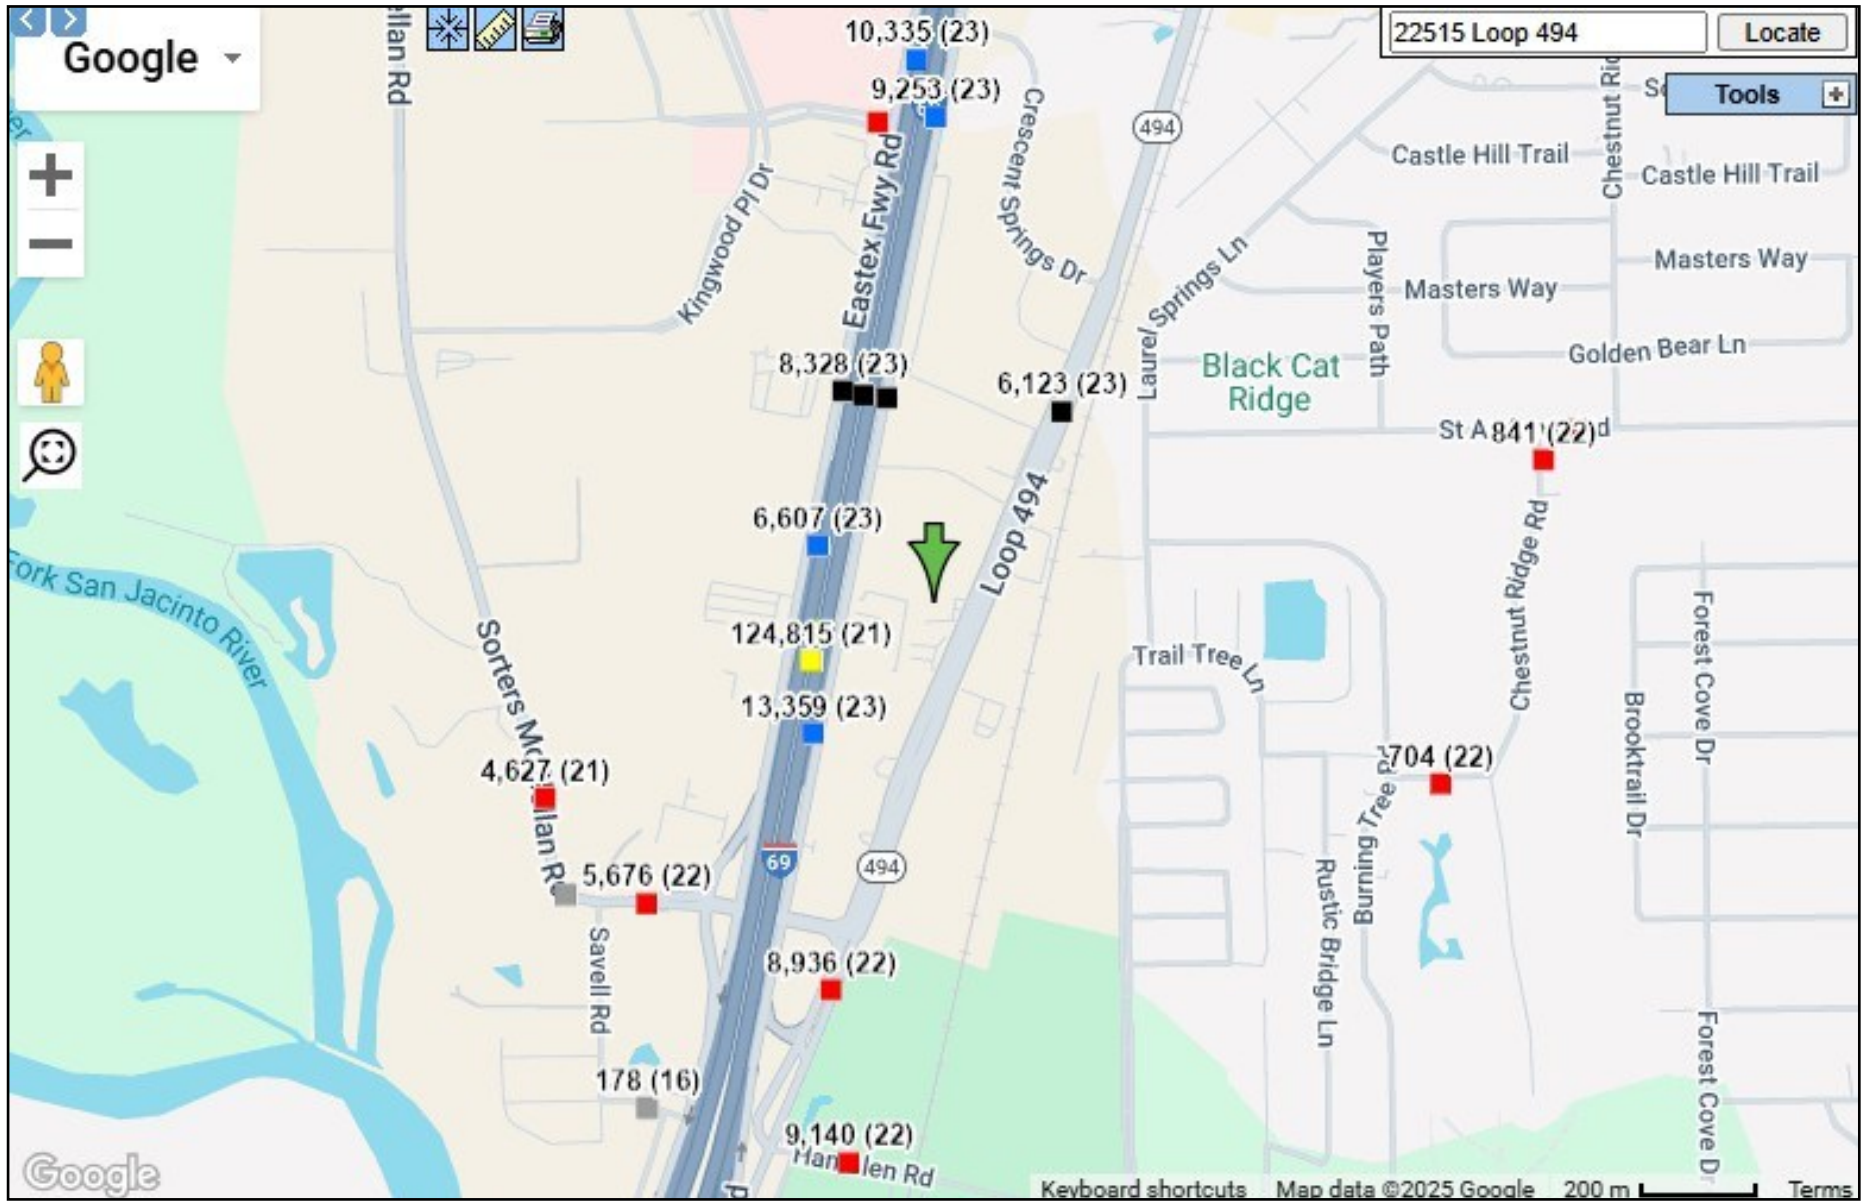 ellan Rd
10,335 (23)
22515 Loop 494
Locate
Google
9,253 (23)
Tools
494
Crescent Springs Dr
Castle Hill Trail
Castle Hill Trail
Kingwood Pl Dr
Eastex Fwy Rd
Laurel Springs Ln
Players Path
Masters Way
Masters Way
Golden Bear Ln
8,328 (23)
6,123 (23)
Black Cat
Ridge
841 (22)
6,607 (23)
Loop 494
Chestnut Ridge Rd
Fork San Jacinto River
124,815 (21)
Trail Tree Ln
Forest Cove Dr
13,359 (23)
Brooktrail Dr
4,627 (21)
704 (22)
69
494
5,676 (22)
Rustic Bridge Ln
Savell Rd
8,936 (22)
Forest Cove Dr
178 (16)
9,140 (22)
Google
Keyboard shortcuts
Map data ©2025 Google
200 m
Terms